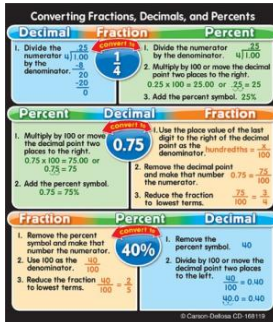 Converting Fractions, Decimals, and Percents
Decimal Fraction Percent
convert to
1/4
1. Divide the
numerator
by the
denominator.
.25
4)1.00
-8
20
-20
0
1. Divide the numerator
by the denominator.
.25
4)1.00
2. Multiply by 100 or move the decimal
point two places to the right.
0.25 x 100 = 25.00 or .25 = 25
3. Add the percent symbol. 25%
Percent Decimal Fraction
convert to
0.75
1. Multiply by 100 or move
the decimal point two
places to the right.
0.75 x 100 = 75.00 or
0.75 = 75
2. Add the percent symbol.
0.75 = 75%
1. Use the place value of the last
digit to the right of the decimal
point as the
denominator. hundredths = x/100
2. Remove the decimal point
and make that number
the numerator. 0.75 = 75/100
3. Reduce the fraction
to lowest terms. 75/100 = 3/4
Fraction Percent Decimal
convert to
40%
1. Remove the percent
symbol and make that
number the numerator.
2. Use 100 as the
denominator. 40/100
3. Reduce the fraction
to lowest terms. 40/100 = 2/5
1. Remove the
percent symbol. 40
2. Divide by 100 or move the
decimal point two places
to the left. 40/100 = 0.40
40.0 = 0.40
© Carson-Dellosa CD-168119